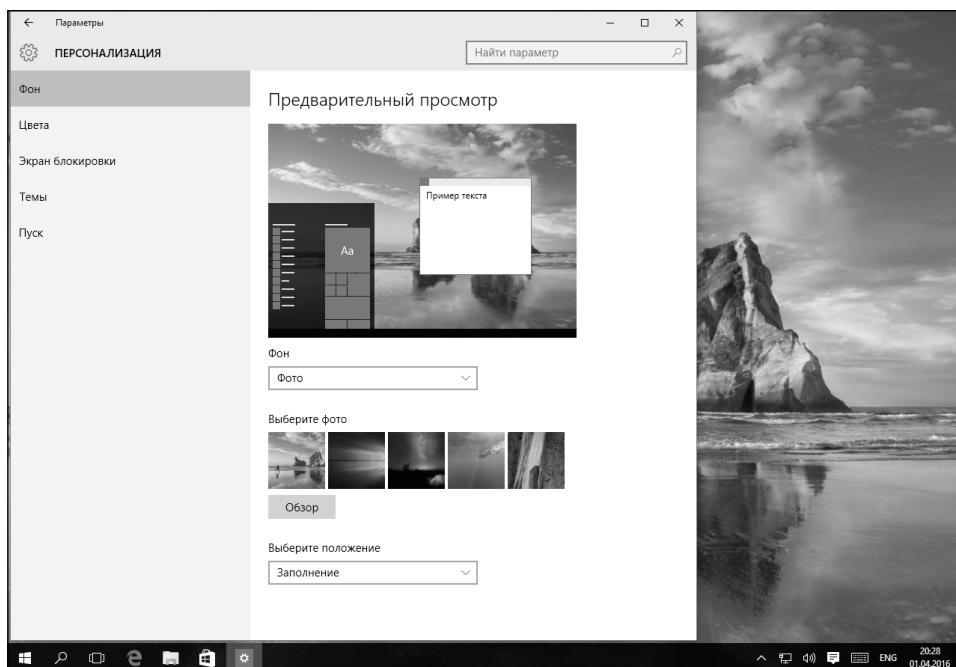 Параметры
ПЕРСОНАЛИЗАЦИЯ
Найти параметр
Фон
Цвета
Экран блокировки
Темы
Пуск
Предварительный просмотр
Пример текста
Aa
Фон
Фото
Выберите фото
Обзор
Выберите положение
Заполнение
ENG
20:28
01.04.2016